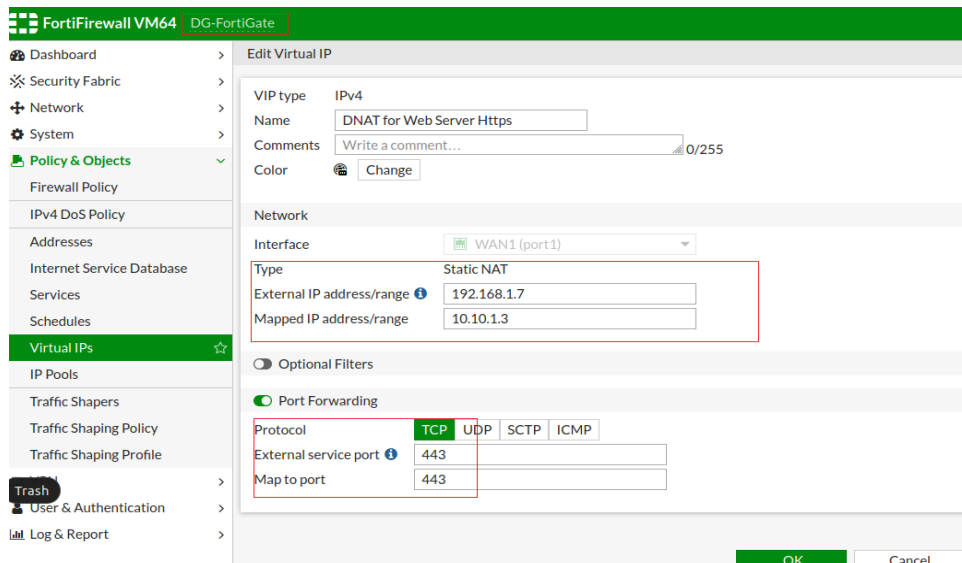 FortiFirewall VM64 DG-FortiGate
Dashboard
Security Fabric
Network
System
Policy & Objects
Firewall Policy
IPv4 DoS Policy
Addresses
Internet Service Database
Services
Schedules
Virtual IPs
IP Pools
Traffic Shapers
Traffic Shaping Policy
Traffic Shaping Profile
Trash
User & Authentication
Log & Report
Edit Virtual IP
VIP type IPv4
Name DNAT for Web Server Https
Comments Write a comment... 0/255
Color Change
Network
Interface WAN1 (port1)
Type Static NAT
External IP address/range 192.168.1.7
Mapped IP address/range 10.10.1.3
Optional Filters
Port Forwarding
Protocol TCP UDP SCTP ICMP
External service port 443
Map to port 443
OK Cancel